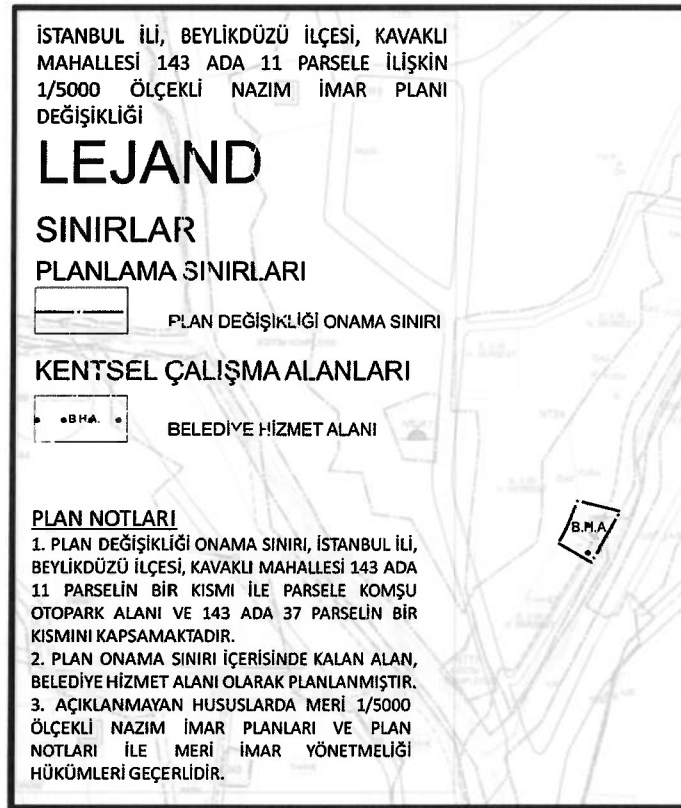 İSTANBUL İLİ, BEYLİKDÜZÜ İLÇESİ, KAVAKLI
MAHALLESİ 143 ADA 11 PARSELE İLİŞKİN
1/5000 ÖLÇEKLİ NAZIM İMAR PLANI
DEĞİŞİKLİĞİ
LEJAND
SINIRLAR
PLANLAMA SINIRLARI
PLAN DEĞİŞİKLİĞİ ONAMA SINIRI
KENTSEL ÇALIŞMA ALANLARI
B.H.A.
BELEDİYE HİZMET ALANI
B.H.A
PLAN NOTLARI
1. PLAN DEĞİŞİKLİĞİ ONAMA SINIRI, İSTANBUL İLİ,
BEYLİKDÜZÜ İLÇESİ, KAVAKLI MAHALLESİ 143 ADA
11 PARSELİN BİR KISMI İLE PARSELE KOMŞU
OTOPARK ALANI VE 143 ADA 37 PARSELİN BİR
KISMINI KAPSAMAKTADIR.
2. PLAN ONAMA SINIRI İÇERİSİNDE KALAN ALAN,
BELEDİYE HİZMET ALANI OLARAK PLANLANMIŞTIR.
3. AÇIKLANMAYAN HUSUSLARDA MERİ 1/5000
ÖLÇEKLİ NAZIM İMAR PLANLARI VE PLAN
NOTLARI İLE MERİ İMAR YÖNETMELİĞİ
HÜKÜMLERİ GEÇERLİDİR.